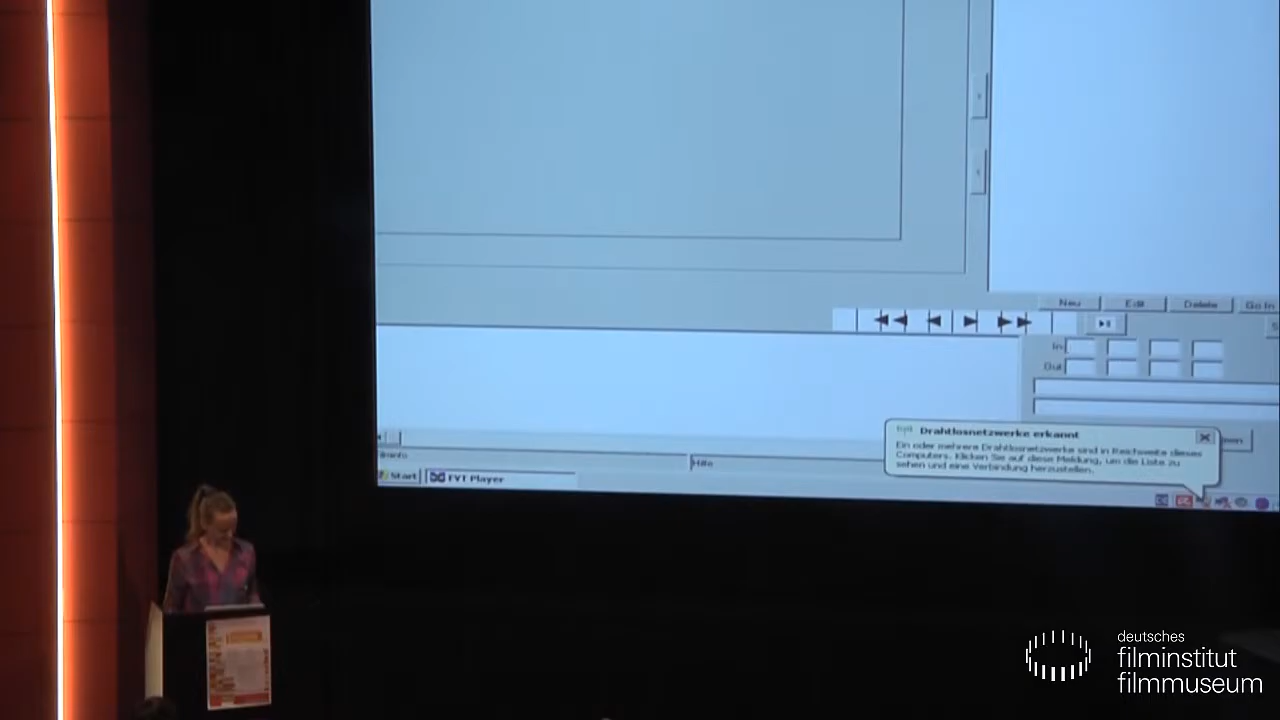 New Edit Delete Go In
In
Out
Drahtlosnetzwerke erkannt
Ein oder mehrere Drahtlosnetzwerke sind in Reichweite dieses
Computers. Klicken Sie auf diese Meldung, um die Liste zu
sehen und eine Verbindung herzustellen.
Hilfe
Start
FYI Player
deutsches
filminstitut
filmmuseum